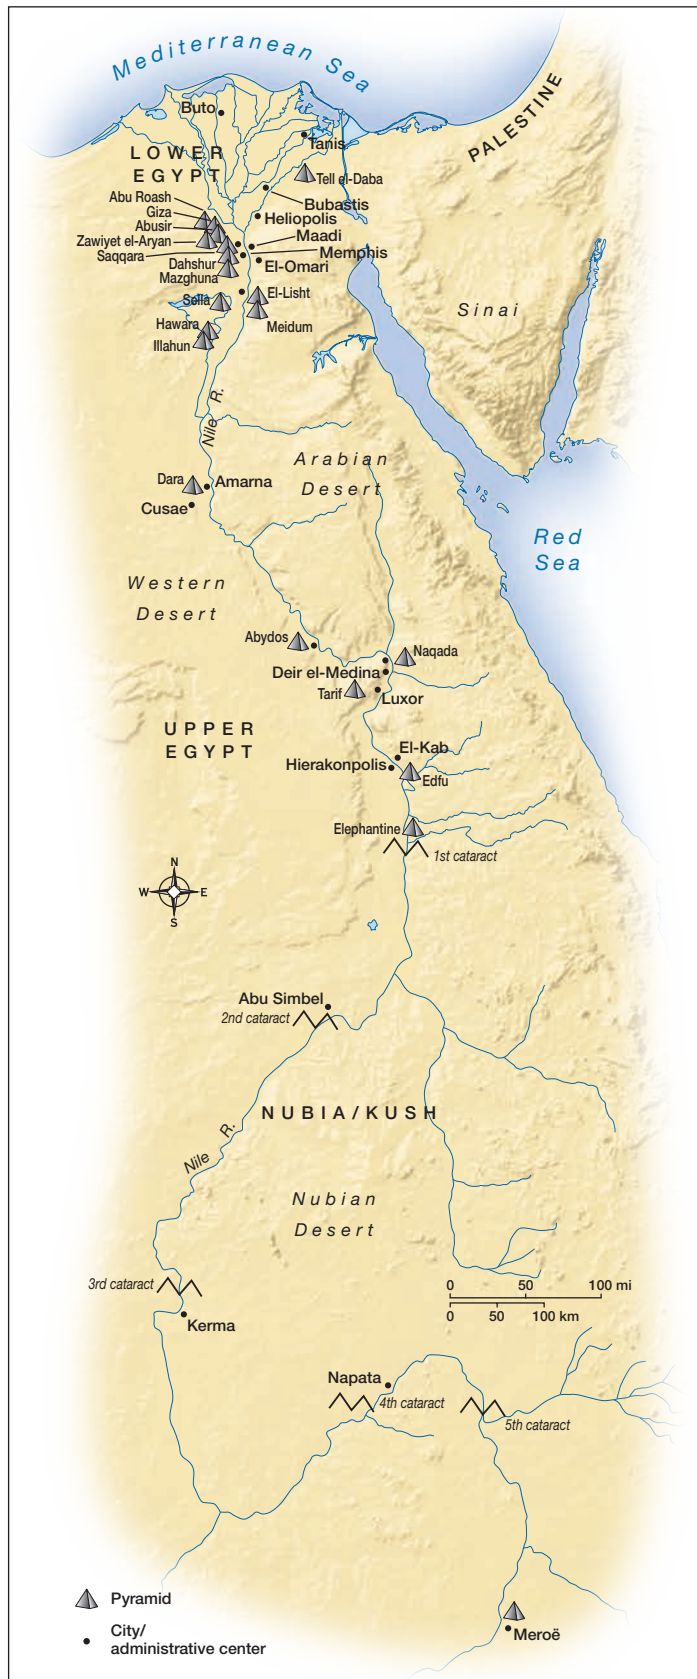 Mediterranean Sea
PALESTINE
Buto
Tanis
LOWER
EGYPT
Tell el-Daba
Abu Roash
Bubastis
Giza
Heliopolis
Abusir
Maadi
Zawiyet el-Aryan
Memphis
Saqqara
El-Omari
Dahshur
Mazghuna
El-Lisht
Seila
Sinai
Hawara
Meidum
Illahun
Nile R.
Arabian
Desert
Dara
Amarna
Cusae
Red
Sea
Western
Desert
Abydos
Naqada
Deir el-Medina
Tarif
Luxor
UPPER
EGYPT
El-Kab
Hierakonpolis
Edfu
Elephantine
1st cataract
N
W E
S
Abu Simbel
2nd cataract
NUBIA/KUSH
Nile R.
Nubian
Desert
3rd cataract
0 50 100 mi
0 50 100 km
Kerma
Napata
4th cataract
5th cataract
Pyramid
City/
administrative center
Meroë